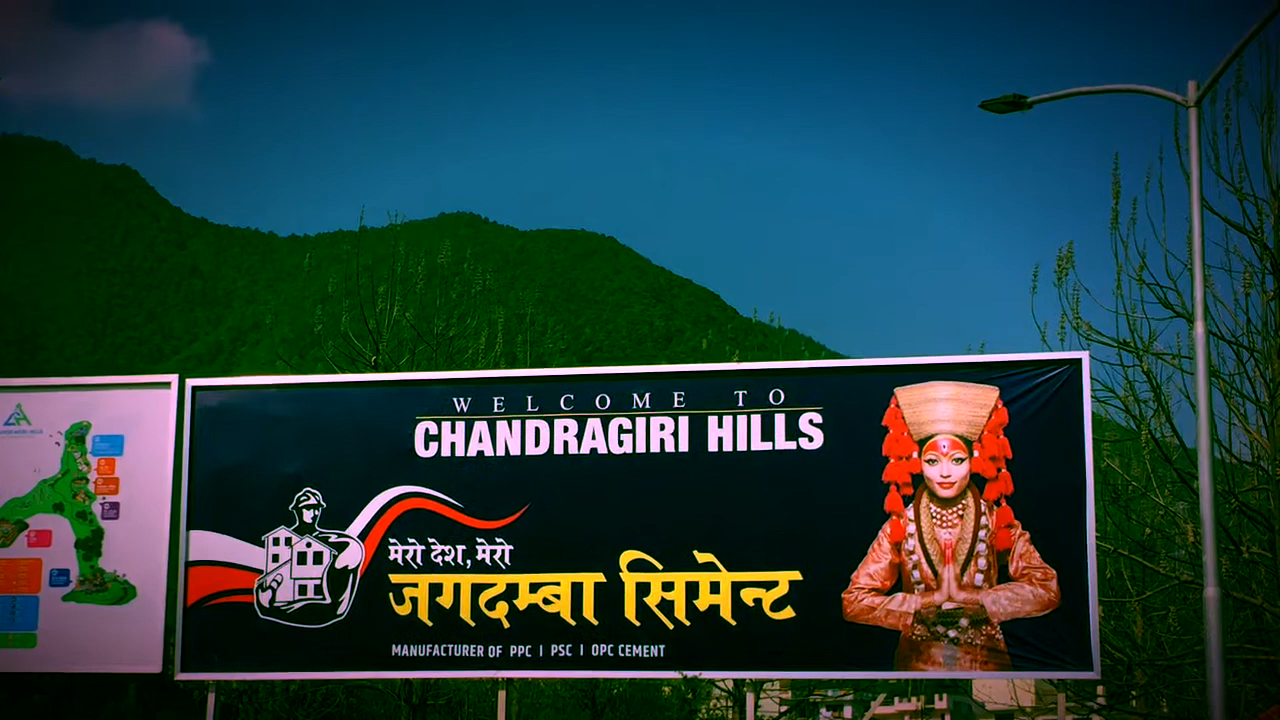 WELCOME TO
CHANDRAGIRI HILLS
मेरो देश, मेरो
जगदम्बा सिमेन्ट
MANUFACTURER OF PPC | PSC | OPC CEMENT